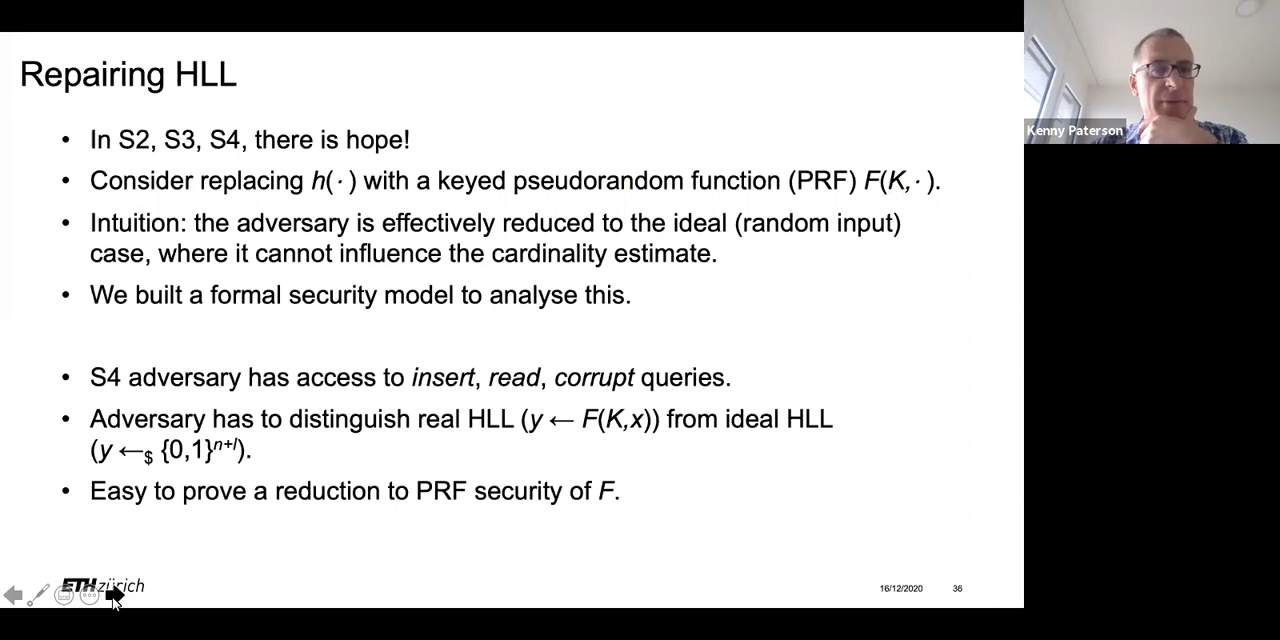 Repairing HLL
• In S2, S3, S4, there is hope!
• Consider replacing h(·) with a keyed pseudorandom function (PRF) F(K,·).
• Intuition: the adversary is effectively reduced to the ideal (random input)
case, where it cannot influence the cardinality estimate.
• We built a formal security model to analyse this.
• S4 adversary has access to insert, read, corrupt queries.
• Adversary has to distinguish real HLL (y ← F(K,x)) from ideal HLL
(y ←$ {0,1}ⁿ⁺ˡ).
• Easy to prove a reduction to PRF security of F.
ETH zürich
16/12/2020 36
Kenny Paterson